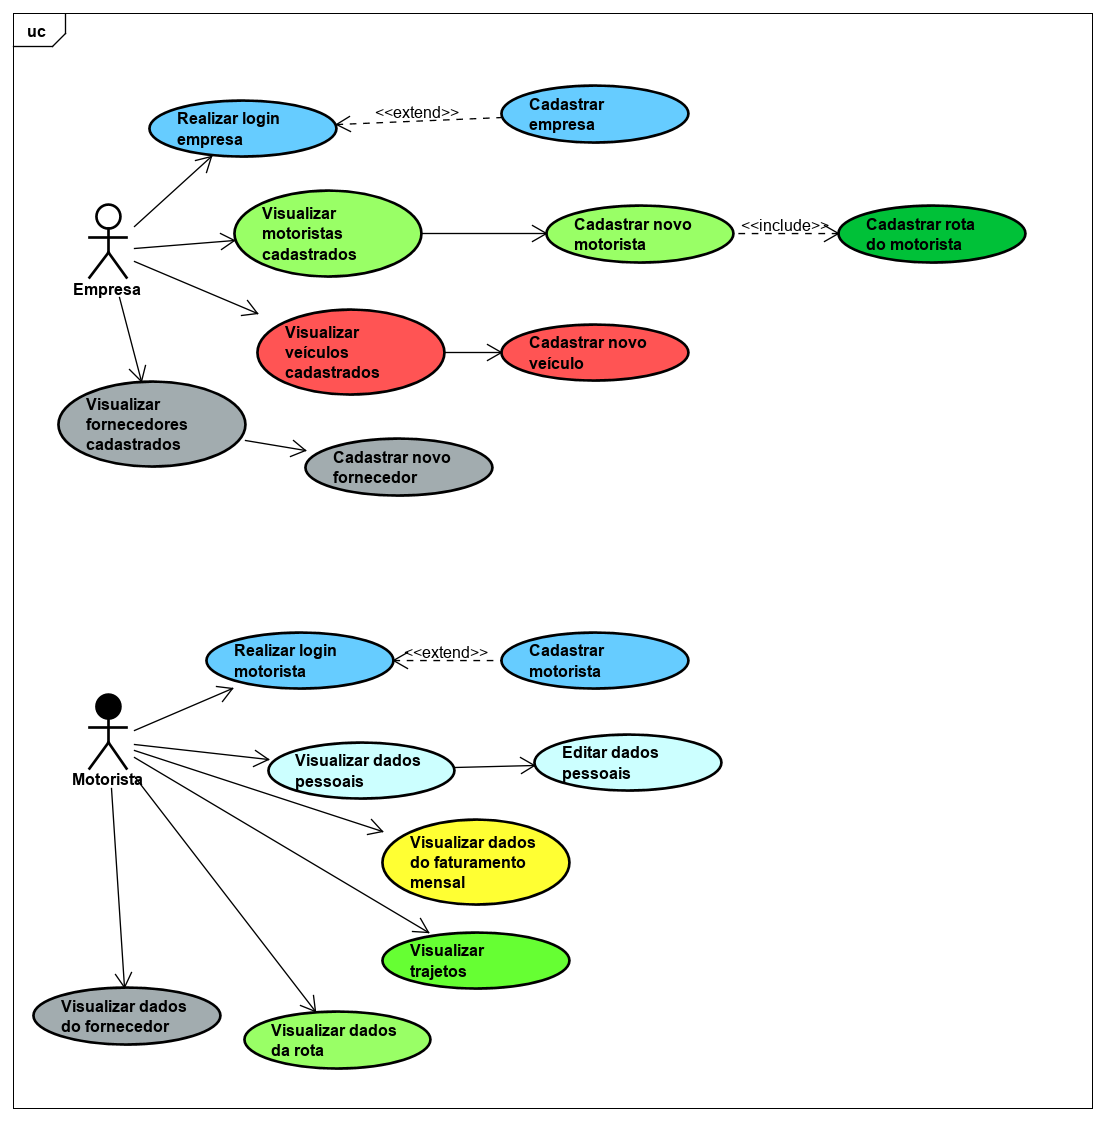 uc
Realizar login
empresa
<<extend>>
Cadastrar
empresa
Visualizar
motoristas
cadastrados
Cadastrar novo
motorista
<<include>>
Cadastrar rota
do motorista
Empresa
Visualizar
veículos
cadastrados
Cadastrar novo
veículo
Visualizar
fornecedores
cadastrados
Cadastrar novo
fornecedor
Realizar login
motorista
<<extend>>
Cadastrar
motorista
Motorista
Visualizar dados
pessoais
Editar dados
pessoais
Visualizar dados
do faturamento
mensal
Visualizar
trajetos
Visualizar dados
do fornecedor
Visualizar dados
da rota